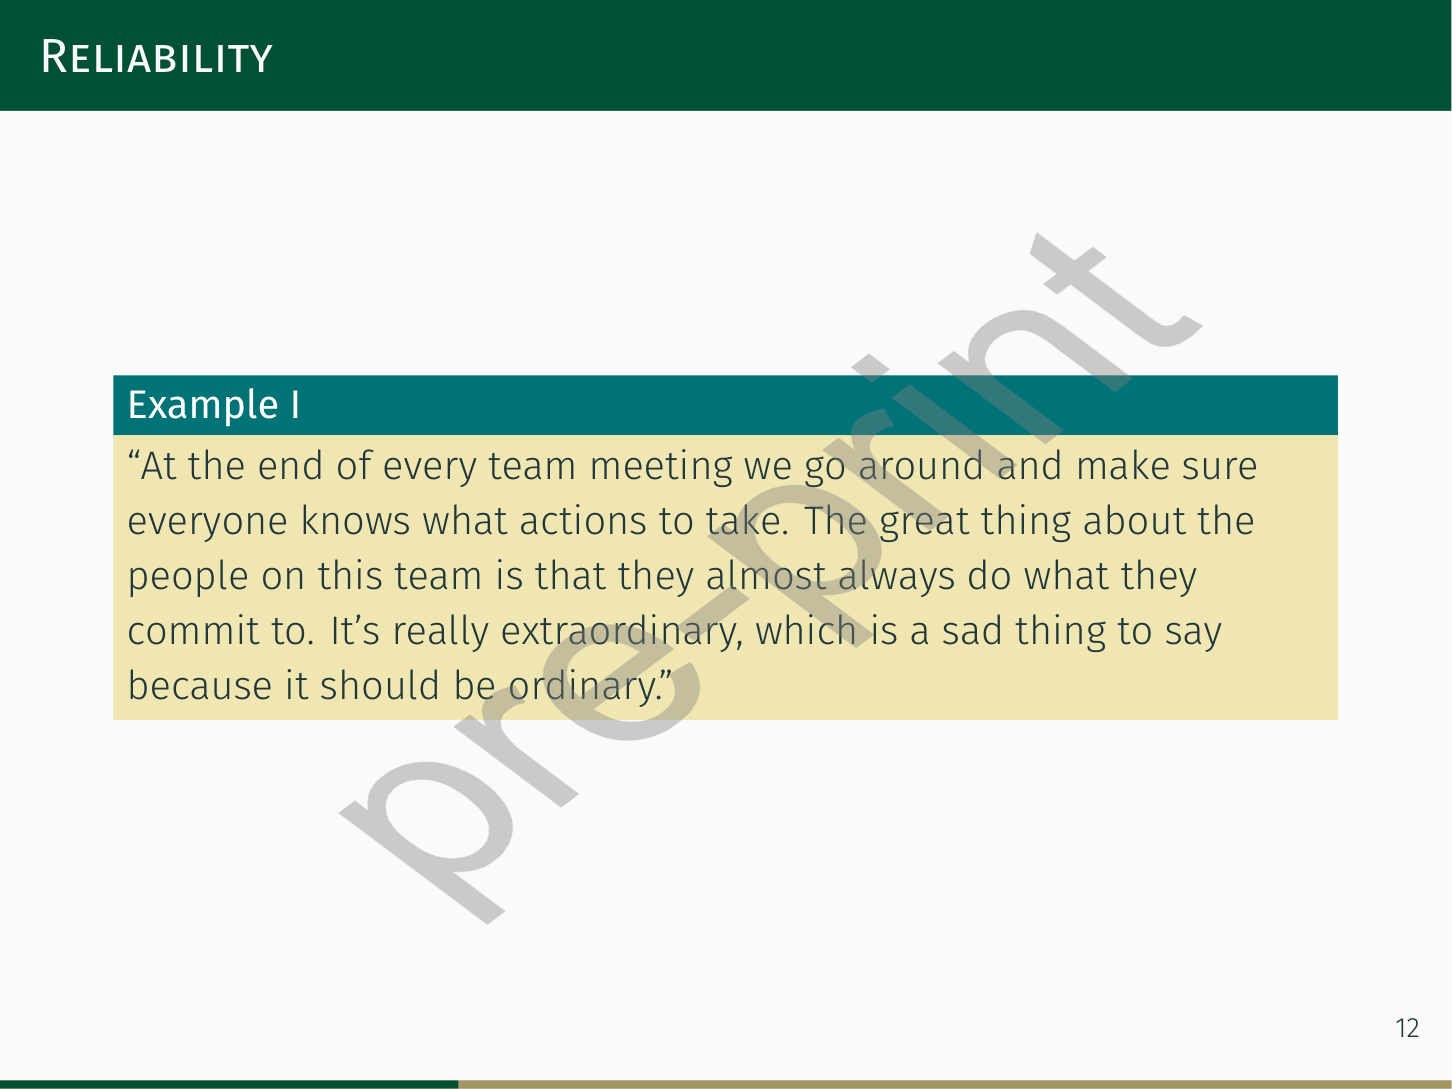 RELIABILITY
Example I
“At the end of every team meeting we go around and make sure
everyone knows what actions to take. The great thing about the
people on this team is that they almost always do what they
commit to. It’s really extraordinary, which is a sad thing to say
because it should be ordinary.”
pre-print
12